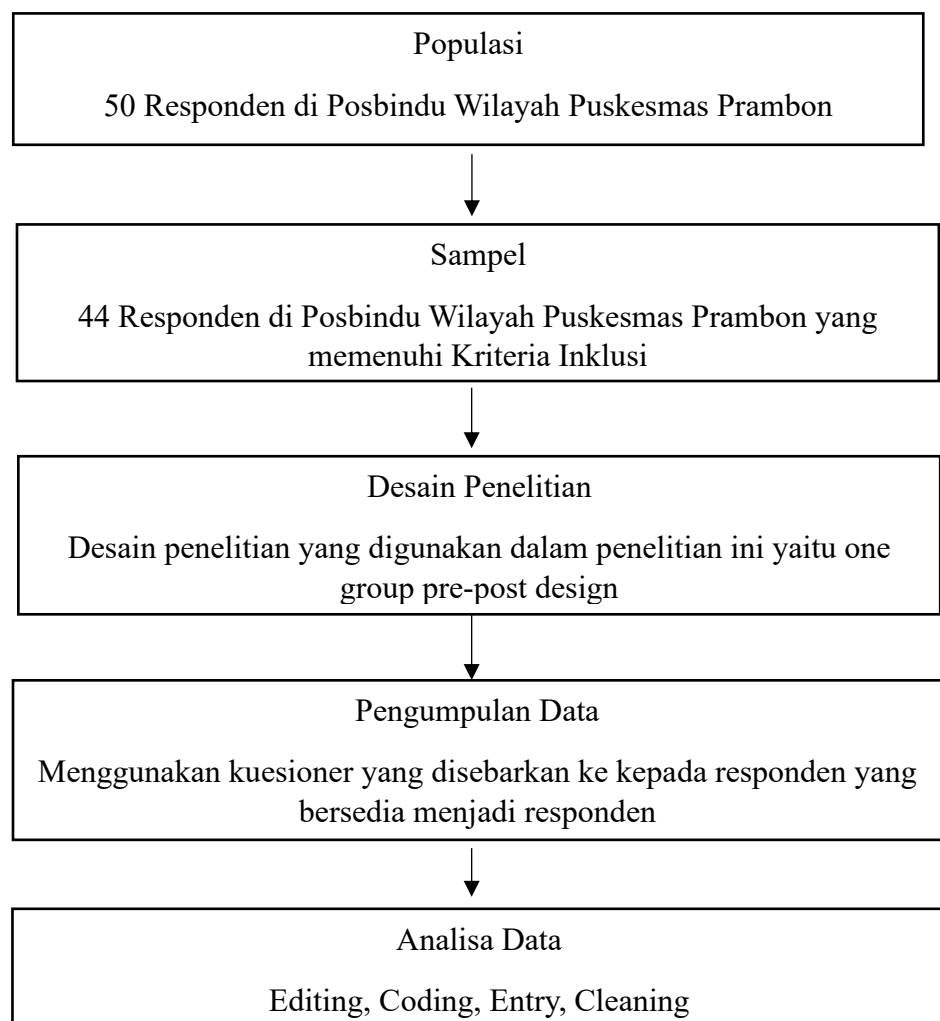 Populasi
50 Responden di Posbindu Wilayah Puskesmas Prambon
Sampel
44 Responden di Posbindu Wilayah Puskesmas Prambon yang
memenuhi Kriteria Inklusi
Desain Penelitian
Desain penelitian yang digunakan dalam penelitian ini yaitu one
group pre-post design
Pengumpulan Data
Menggunakan kuesioner yang disebarkan ke kepada responden yang
bersedia menjadi responden
Analisa Data
Editing, Coding, Entry, Cleaning